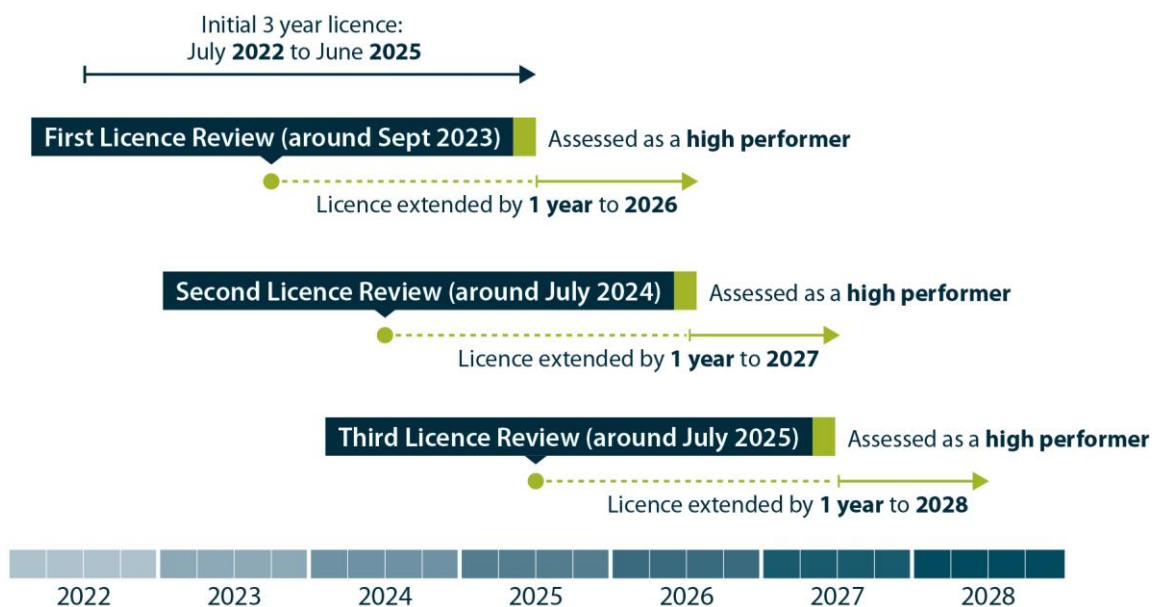 Initial 3 year licence:
July 2022 to June 2025
First Licence Review (around Sept 2023)
Assessed as a high performer
Licence extended by 1 year to 2026
Second Licence Review (around July 2024)
Assessed as a high performer
Licence extended by 1 year to 2027
Third Licence Review (around July 2025)
Assessed as a high performer
Licence extended by 1 year to 2028
2022 2023 2024 2025 2026 2027 2028